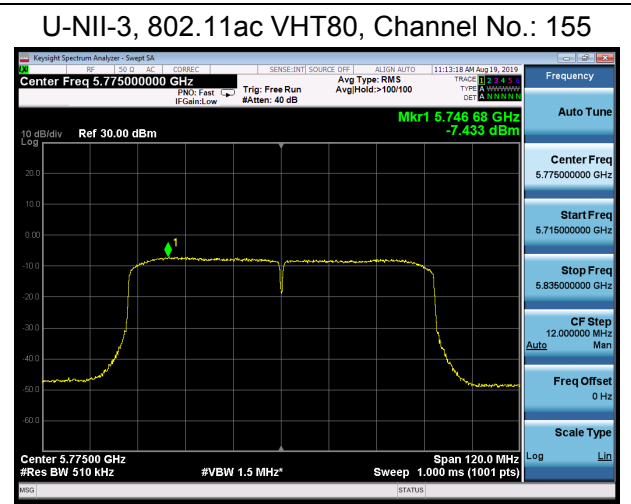 U-NII-3, 802.11ac VHT80, Channel No.: 155
Keysight Spectrum Analyzer - Swept SA
RF 50 Ω AC CORREC SENSE:INT SOURCE OFF ALIGN AUTO 11:13:18 AM Aug 19, 2019
Center Freq 5.775000000 GHz
PNO: Fast
IFGain:Low
Trig: Free Run
#Atten: 40 dB
Avg Type: RMS
Avg|Hold:>100/100
TRACE 1 2 3 4 5 6
TYPE A WWWWW
DET A N N N N N
Mkr1 5.746 68 GHz
-7.433 dBm
10 dB/div Ref 30.00 dBm
Log
20.0
10.0
0.00
-10.0
-20.0
-30.0
-40.0
-50.0
-60.0
1
Center 5.77500 GHz Span 120.0 MHz
#Res BW 510 kHz #VBW 1.5 MHz* Sweep 1.000 ms (1001 pts)
MSG STATUS
Frequency
Auto Tune
Center Freq
5.775000000 GHz
Start Freq
5.715000000 GHz
Stop Freq
5.835000000 GHz
CF Step
12.000000 MHz
Auto Man
Freq Offset
0 Hz
Scale Type
Log Lin